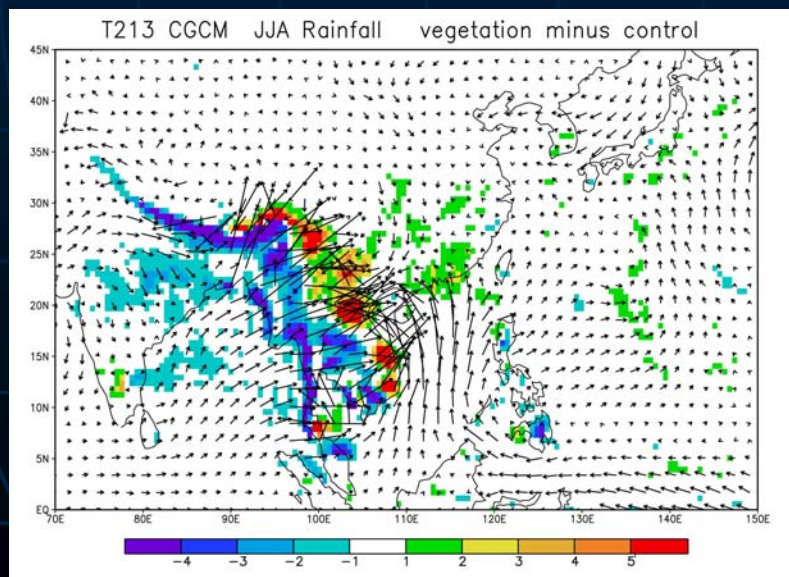 T213 CGCM JJA Rainfall vegetation minus control
45N
40N
35N
30N
25N
20N
15N
10N
5N
EQ
70E 80E 90E 100E 110E 120E 130E 140E 150E
-4 -3 -2 -1 1 2 3 4 5